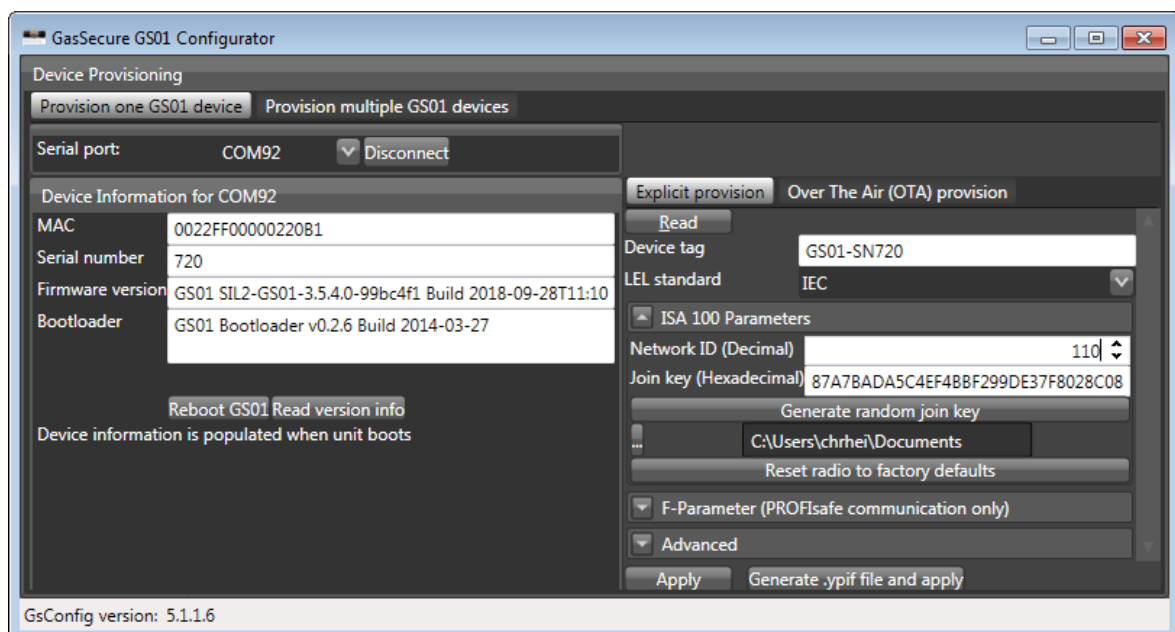 GasSecure GS01 Configurator
Device Provisioning
Provision one GS01 device Provision multiple GS01 devices
Serial port: COM92 Disconnect
Device Information for COM92
MAC 0022FF00000220B1
Serial number 720
Firmware version GS01 SIL2-GS01-3.5.4.0-99bc4f1 Build 2018-09-28T11:10
Bootloader GS01 Bootloader v0.2.6 Build 2014-03-27
Reboot GS01 Read version info
Device information is populated when unit boots
Explicit provision Over The Air (OTA) provision
Read
Device tag GS01-SN720
LEL standard IEC
ISA 100 Parameters
Network ID (Decimal) 110
Join key (Hexadecimal) 87A7BADA5C4EF4BBF299DE37F8028C08
Generate random join key
... C:\Users\chrhei\Documents
Reset radio to factory defaults
F-Parameter (PROFIsafe communication only)
Advanced
Apply Generate .ypif file and apply
GsConfig version: 5.1.1.6